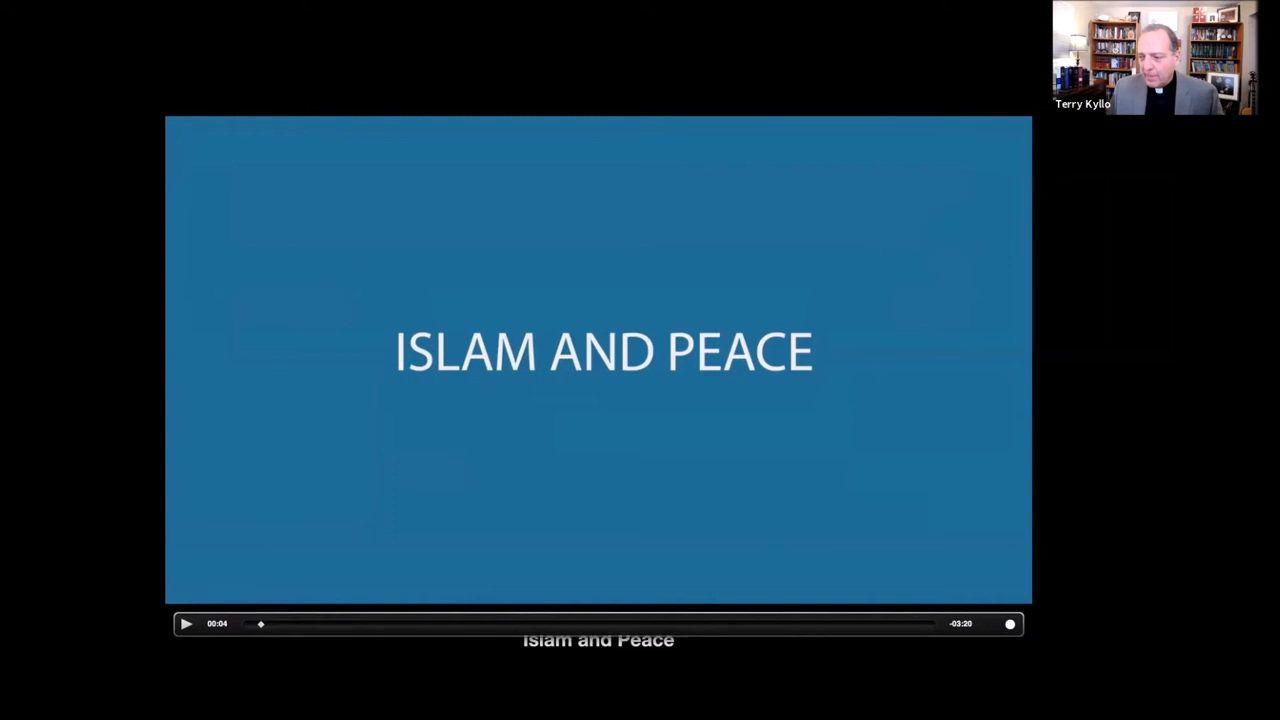 Terry Kyllo
ISLAM AND PEACE
00:04
-03:20
Islam and Peace